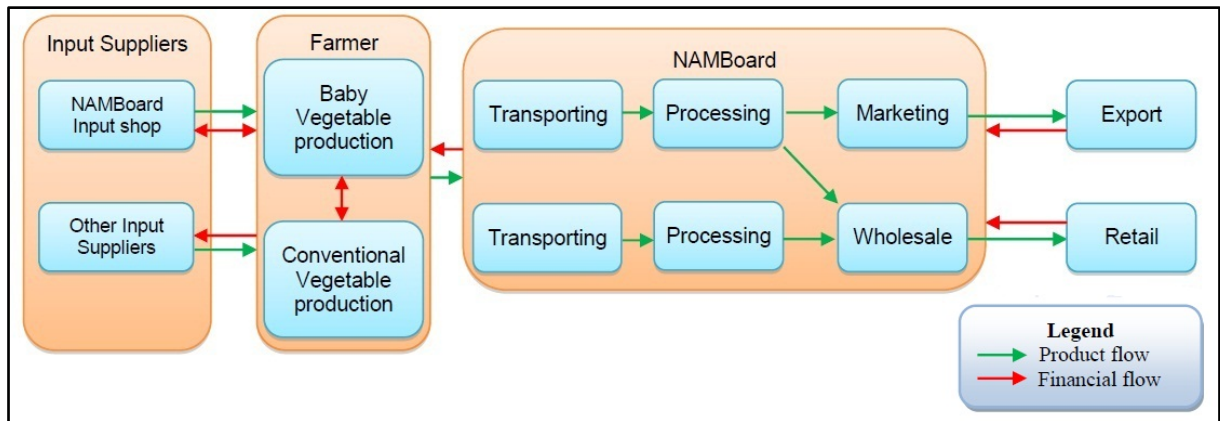 Input Suppliers
NAMBoard
Input shop
Other Input
Suppliers
Farmer
Baby
Vegetable
production
Conventional
Vegetable
production
NAMBoard
Transporting
Processing
Marketing
Transporting
Processing
Wholesale
Export
Retail
Legend
Product flow
Financial flow